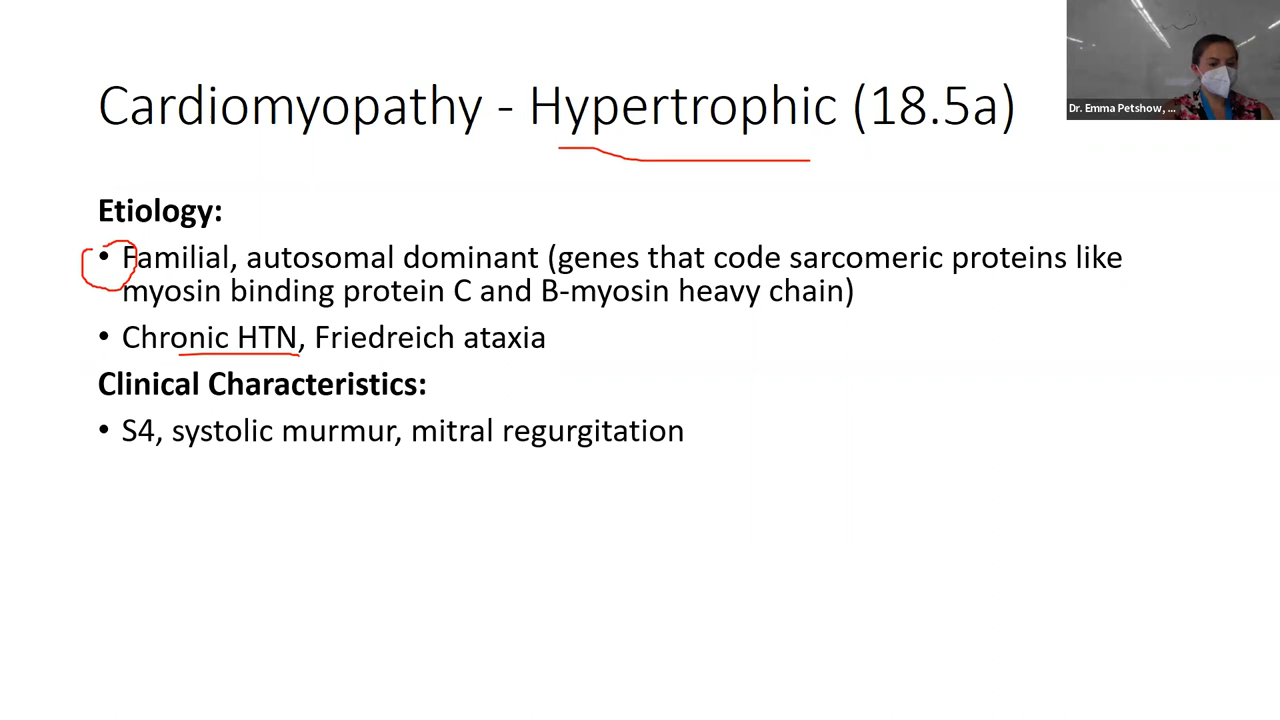 Cardiomyopathy - Hypertrophic (18.5a)
Dr. Emma Petshow, ...
Etiology:
• Familial, autosomal dominant (genes that code sarcomeric proteins like
myosin binding protein C and B-myosin heavy chain)
• Chronic HTN, Friedreich ataxia
Clinical Characteristics:
• S4, systolic murmur, mitral regurgitation